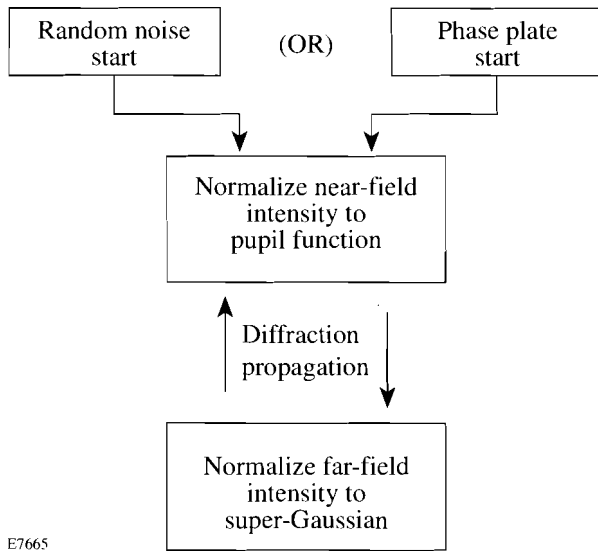 Random noise
start
(OR)
Phase plate
start
Normalize near-field
intensity to
pupil function
Diffraction
propagation
Normalize far-field
intensity to
super-Gaussian
E7665